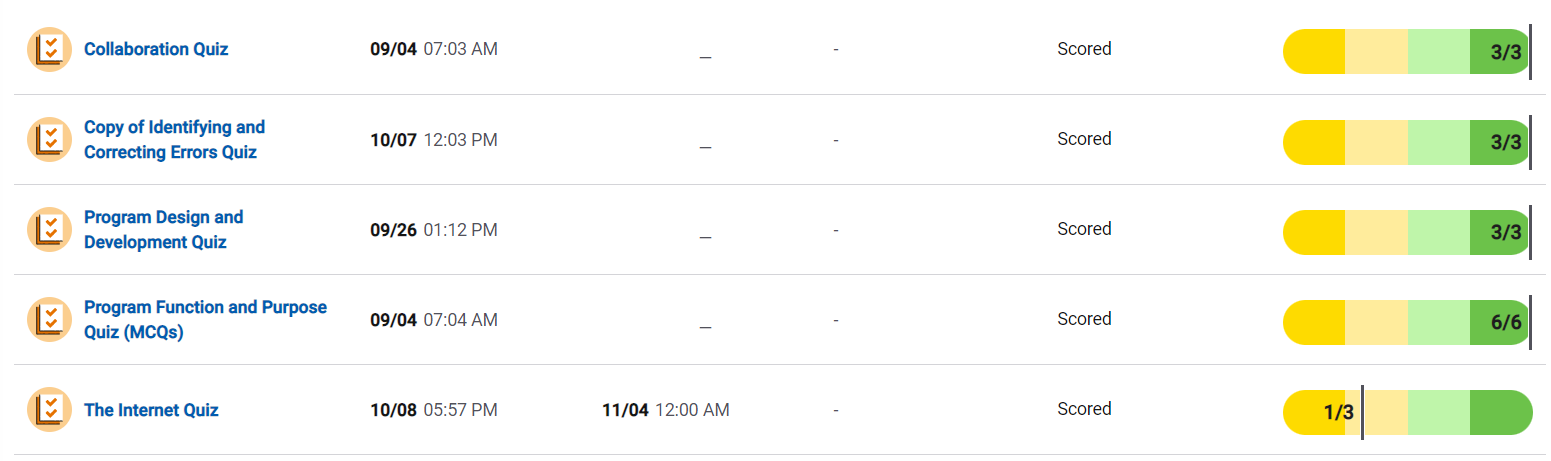 Collaboration Quiz 09/04 07:03 AM _ - Scored 3/3
Copy of Identifying and
Correcting Errors Quiz 10/07 12:03 PM _ - Scored 3/3
Program Design and
Development Quiz 09/26 01:12 PM _ - Scored 3/3
Program Function and Purpose
Quiz (MCQs) 09/04 07:04 AM _ - Scored 6/6
The Internet Quiz 10/08 05:57 PM 11/04 12:00 AM - Scored 1/3